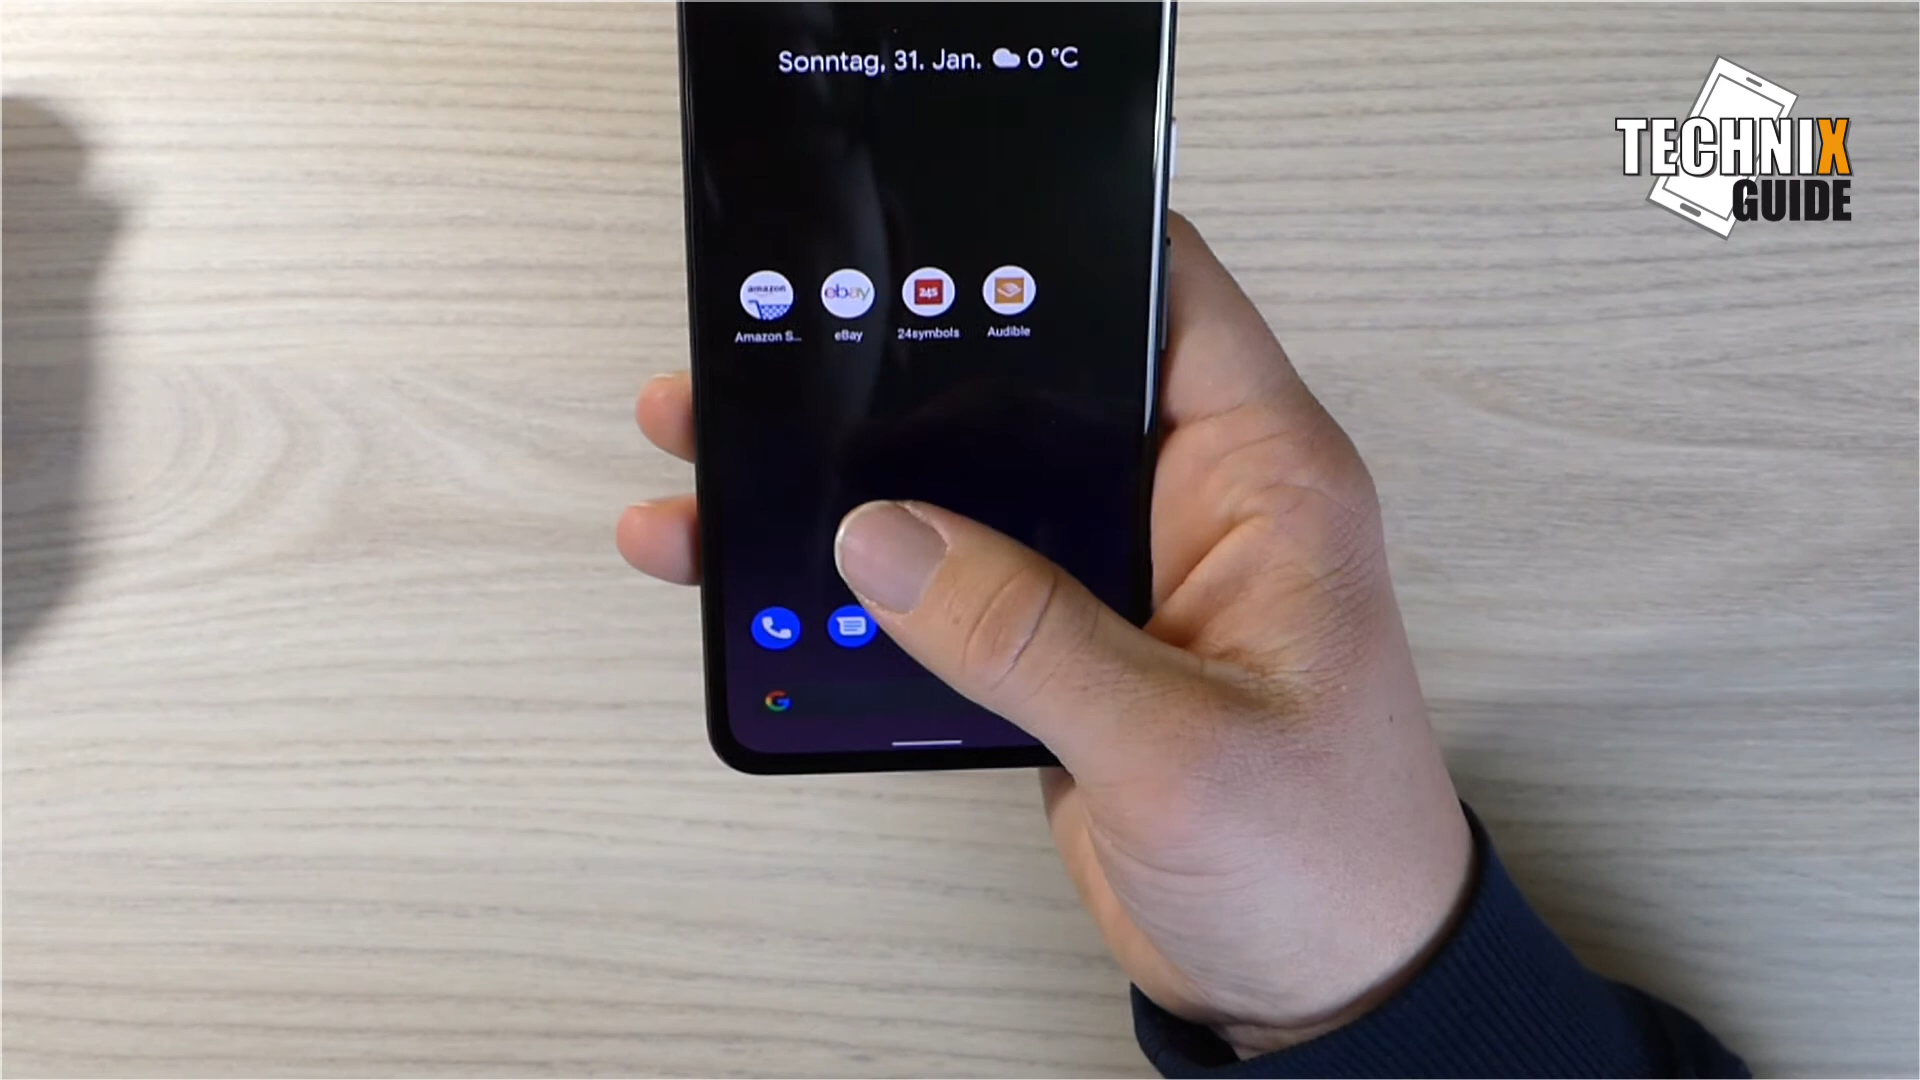 Sonntag, 31. Jan. 0 °C
TECHNIX
GUIDE
amazon
ebay
245
Amazon S...
eBay
24symbols
Audible
G